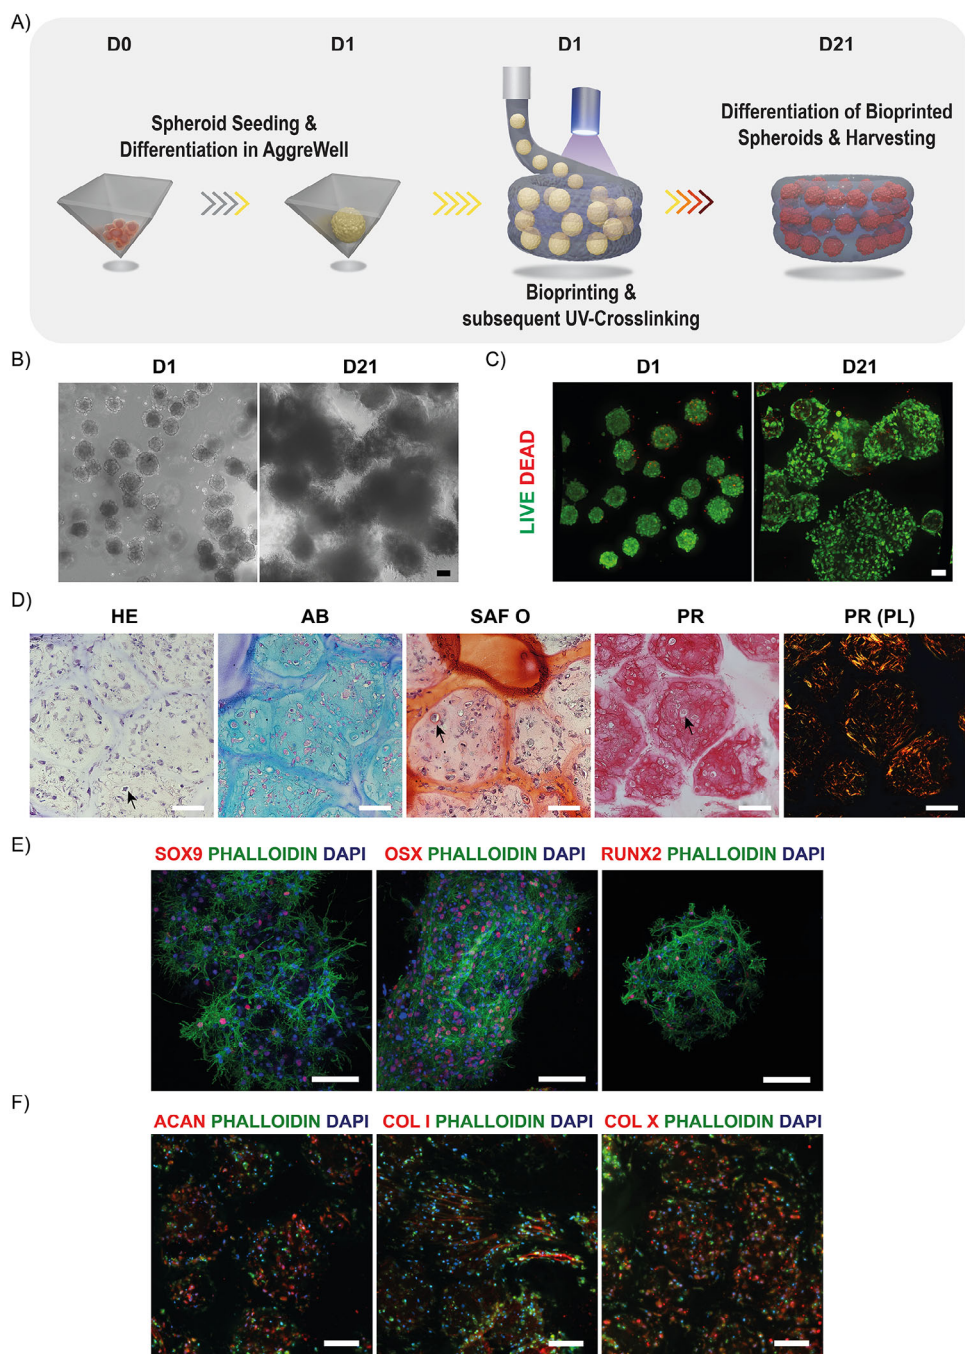 A)
D0 D1 D1 D21
Spheroid Seeding &
Differentiation in AggreWell
Differentiation of Bioprinted
Spheroids & Harvesting
Bioprinting &
subsequent UV-Crosslinking
B)
D1 D21
C)
D1 D21
LIVE DEAD
D)
HE AB SAF O PR PR (PL)
E)
SOX9 PHALLOIDIN DAPI OSX PHALLOIDIN DAPI RUNX2 PHALLOIDIN DAPI
F)
ACAN PHALLOIDIN DAPI COL I PHALLOIDIN DAPI COL X PHALLOIDIN DAPI